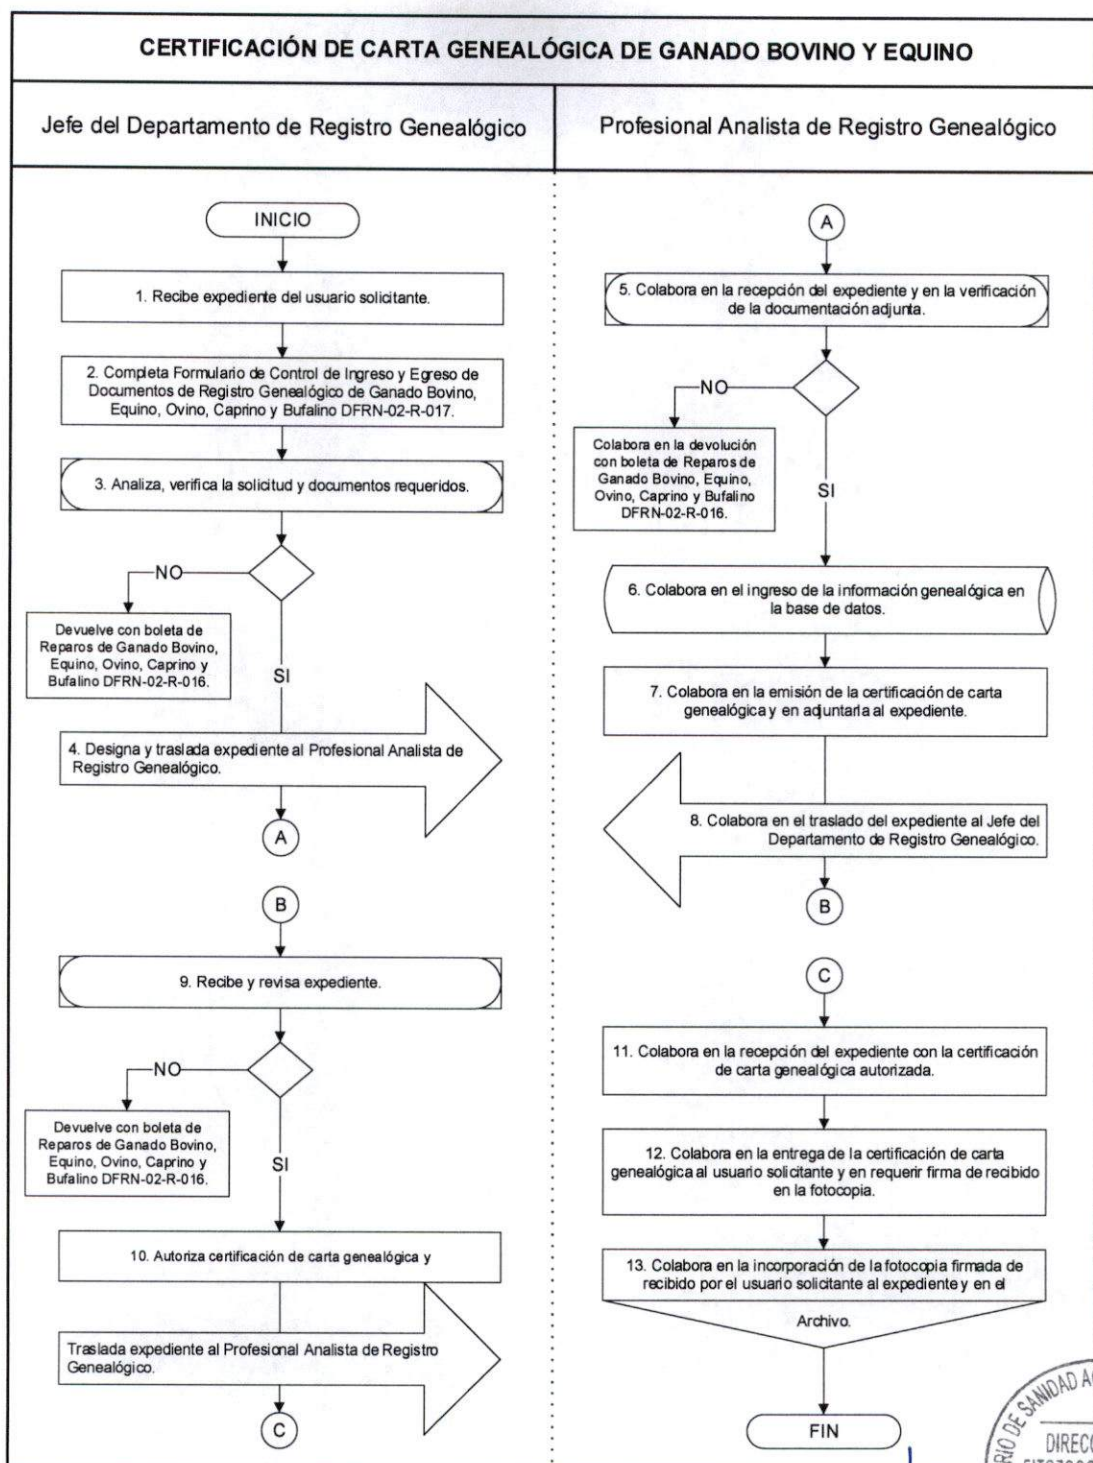 CERTIFICACIÓN DE CARTA GENEALÓGICA DE GANADO BOVINO Y EQUINO
Jefe del Departamento de Registro Genealógico
INICIO
1. Recibe expediente del usuario solicitante.
2. Completa Formulario de Control de Ingreso y Egreso de
Documentos de Registro Genealógico de Ganado Bovino,
Equino, Ovino, Caprino y Bufalino DFRN-02-R-017.
3. Analiza, verifica la solicitud y documentos requeridos.
NO
Devuelve con boleta de
Reparos de Ganado Bovino,
Equino, Ovino, Caprino y
Bufalino DFRN-02-R-016.
SI
4. Designa y traslada expediente al Profesional Analista de
Registro Genealógico.
A
B
9. Recibe y revisa expediente.
NO
Devuelve con boleta de
Reparos de Ganado Bovino,
Equino, Ovino, Caprino y
Bufalino DFRN-02-R-016.
SI
10. Autoriza certificación de carta genealógica y
Traslada expediente al Profesional Analista de Registro
Genealógico.
C
Profesional Analista de Registro Genealógico
A
5. Colabora en la recepción del expediente y en la verificación
de la documentación adjunta.
NO
Colabora en la devolución
con boleta de Reparos de
Ganado Bovino, Equino,
Ovino, Caprino y Bufalino
DFRN-02-R-016.
SI
6. Colabora en el ingreso de la información genealógica en
la base de datos.
7. Colabora en la emisión de la certificación de carta
genealógica y en adjuntarla al expediente.
8. Colabora en el traslado del expediente al Jefe del
Departamento de Registro Genealógico.
B
C
11. Colabora en la recepción del expediente con la certificación
de carta genealógica autorizada.
12. Colabora en la entrega de la certificación de carta
genealógica al usuario solicitante y en requerir firma de recibido
en la fotocopia.
13. Colabora en la incorporación de la fotocopia firmada de
recibido por el usuario solicitante al expediente y en el
Archivo.
FIN
DE SANIDAD